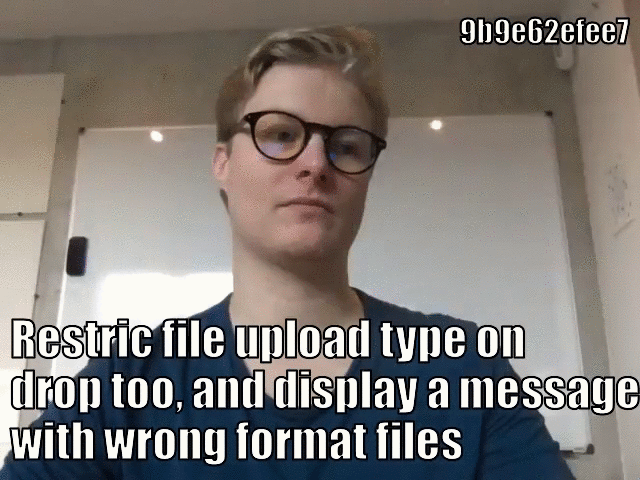 9b9e62efee7
Restric file upload type on
drop too, and display a message
with wrong format files